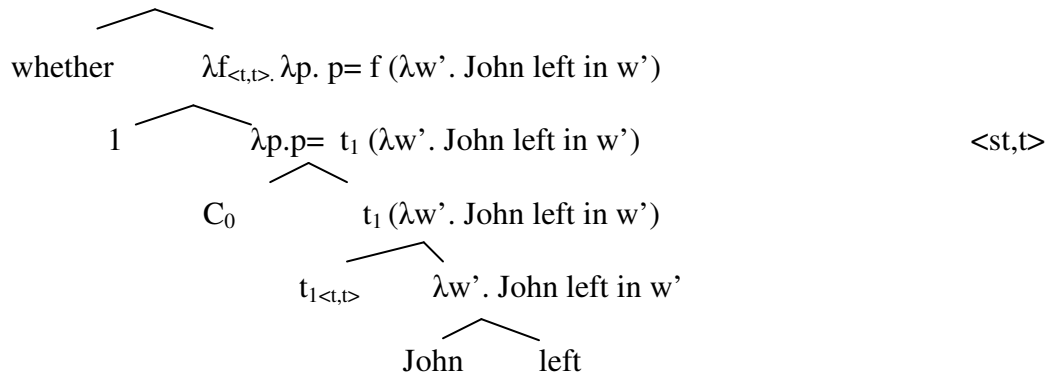 whether λf<t,t>. λp. p= f (λw’. John left in w’)
1 λp.p= t1 (λw’. John left in w’) <st,t>
C0 t1 (λw’. John left in w’)
t1<t,t> λw’. John left in w’
John left